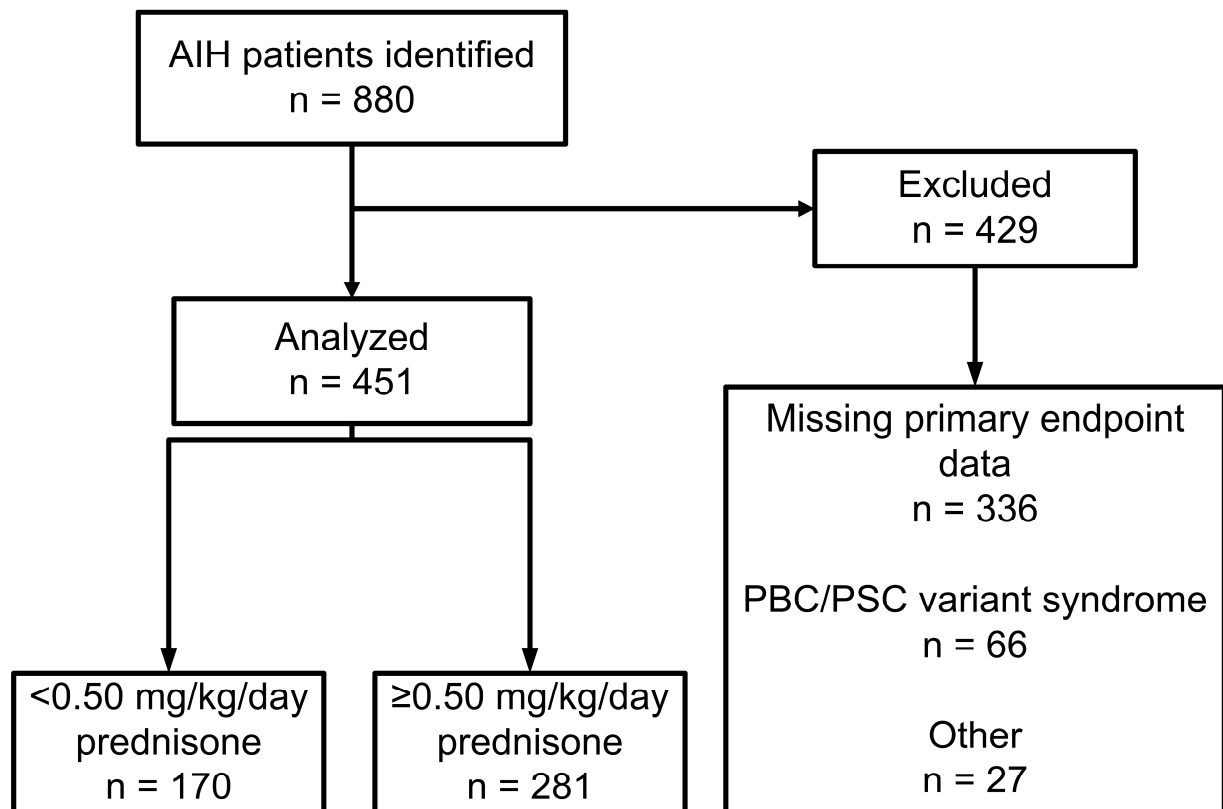 AIH patients identified
n = 880
Excluded
n = 429
Analyzed
n = 451
Missing primary endpoint
data
n = 336
PBC/PSC variant syndrome
n = 66
Other
n = 27
<0.50 mg/kg/day
prednisone
n = 170
≥0.50 mg/kg/day
prednisone
n = 281